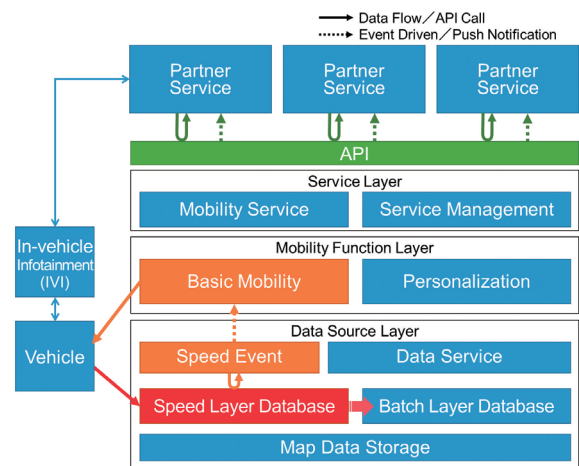 Data Flow／API Call
Event Driven／Push Notification
Partner
Service
Partner
Service
Partner
Service
API
Service Layer
Mobility Service
Service Management
Mobility Function Layer
In-vehicle
Infotainment
(IVI)
Basic Mobility
Personalization
Vehicle
Data Source Layer
Speed Event
Data Service
Speed Layer Database
Batch Layer Database
Map Data Storage